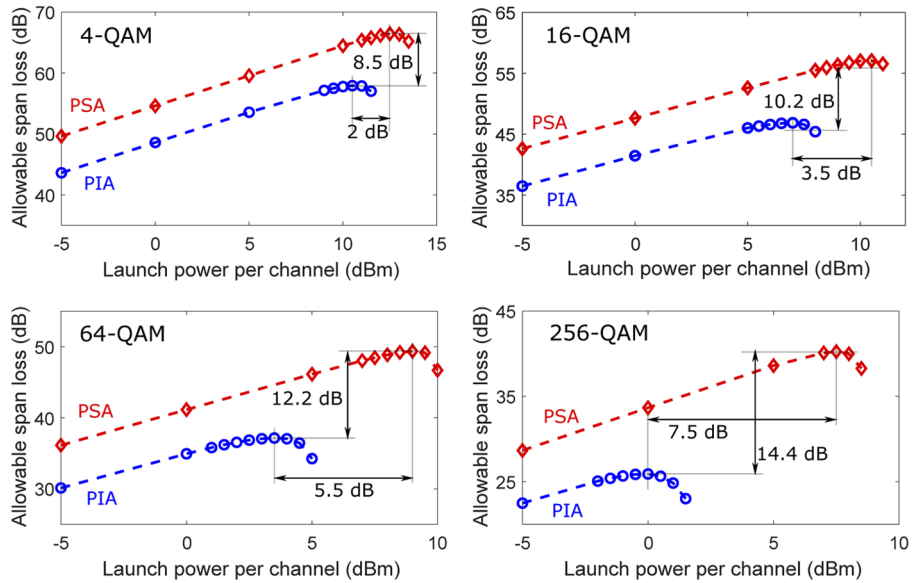 4-QAM
Allowable span loss (dB)
70
60
50
40
PSA
PIA
8.5 dB
2 dB
-5
0
5
10
15
Launch power per channel (dBm)
16-QAM
Allowable span loss (dB)
65
55
45
35
PSA
PIA
10.2 dB
3.5 dB
-5
0
5
10
Launch power per channel (dBm)
64-QAM
Allowable span loss (dB)
50
40
30
PSA
PIA
12.2 dB
5.5 dB
-5
0
5
10
Launch power per channel (dBm)
256-QAM
Allowable span loss (dB)
45
35
25
PSA
PIA
7.5 dB
14.4 dB
-5
0
5
10
Launch power per channel (dBm)